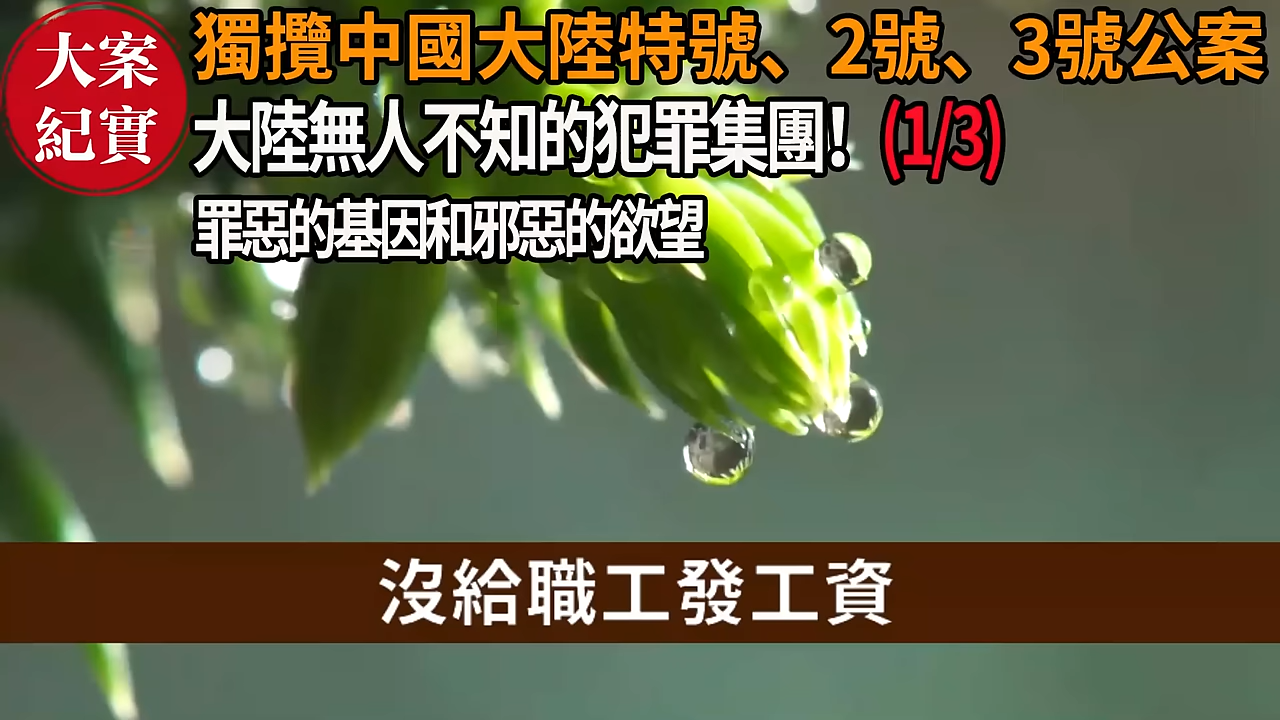 大案
紀實
獨攬中國大陸特號、2號、3號公案
大陸無人不知的犯罪集團！(1/3)
罪惡的基因和邪惡的欲望
沒給職工發工資